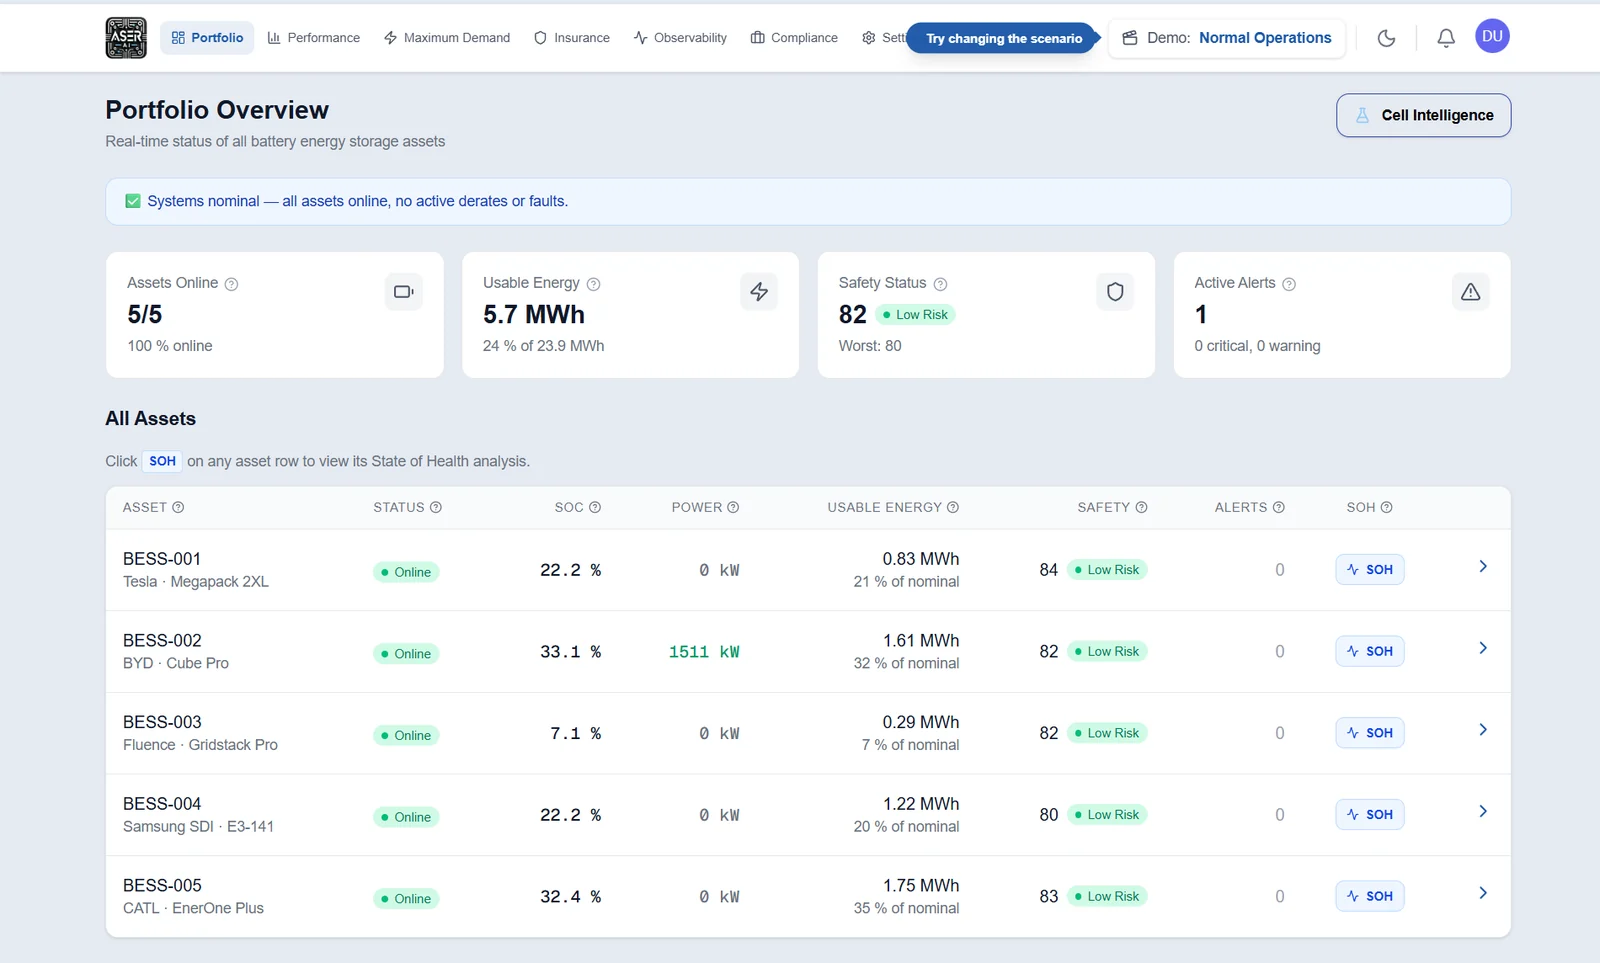 ASER
AI
Portfolio
Performance
Maximum Demand
Insurance
Observability
Compliance
Setti
Try changing the scenario
Demo: Normal Operations
DU
Portfolio Overview
Real-time status of all battery energy storage assets
Cell Intelligence
✅ Systems nominal — all assets online, no active derates or faults.
Assets Online
5/5
100 % online
Usable Energy
5.7 MWh
24 % of 23.9 MWh
Safety Status
82 Low Risk
Worst: 80
Active Alerts
1
0 critical, 0 warning
All Assets
Click SOH on any asset row to view its State of Health analysis.
ASSET STATUS SOC POWER USABLE ENERGY SAFETY ALERTS SOH
BESS-001
Tesla · Megapack 2XL
Online
22.2 %
0 kW
0.83 MWh
21 % of nominal
84 Low Risk
0
SOH
BESS-002
BYD · Cube Pro
Online
33.1 %
1511 kW
1.61 MWh
32 % of nominal
82 Low Risk
0
SOH
BESS-003
Fluence · Gridstack Pro
Online
7.1 %
0 kW
0.29 MWh
7 % of nominal
82 Low Risk
0
SOH
BESS-004
Samsung SDI · E3-141
Online
22.2 %
0 kW
1.22 MWh
20 % of nominal
80 Low Risk
0
SOH
BESS-005
CATL · EnerOne Plus
Online
32.4 %
0 kW
1.75 MWh
35 % of nominal
83 Low Risk
0
SOH